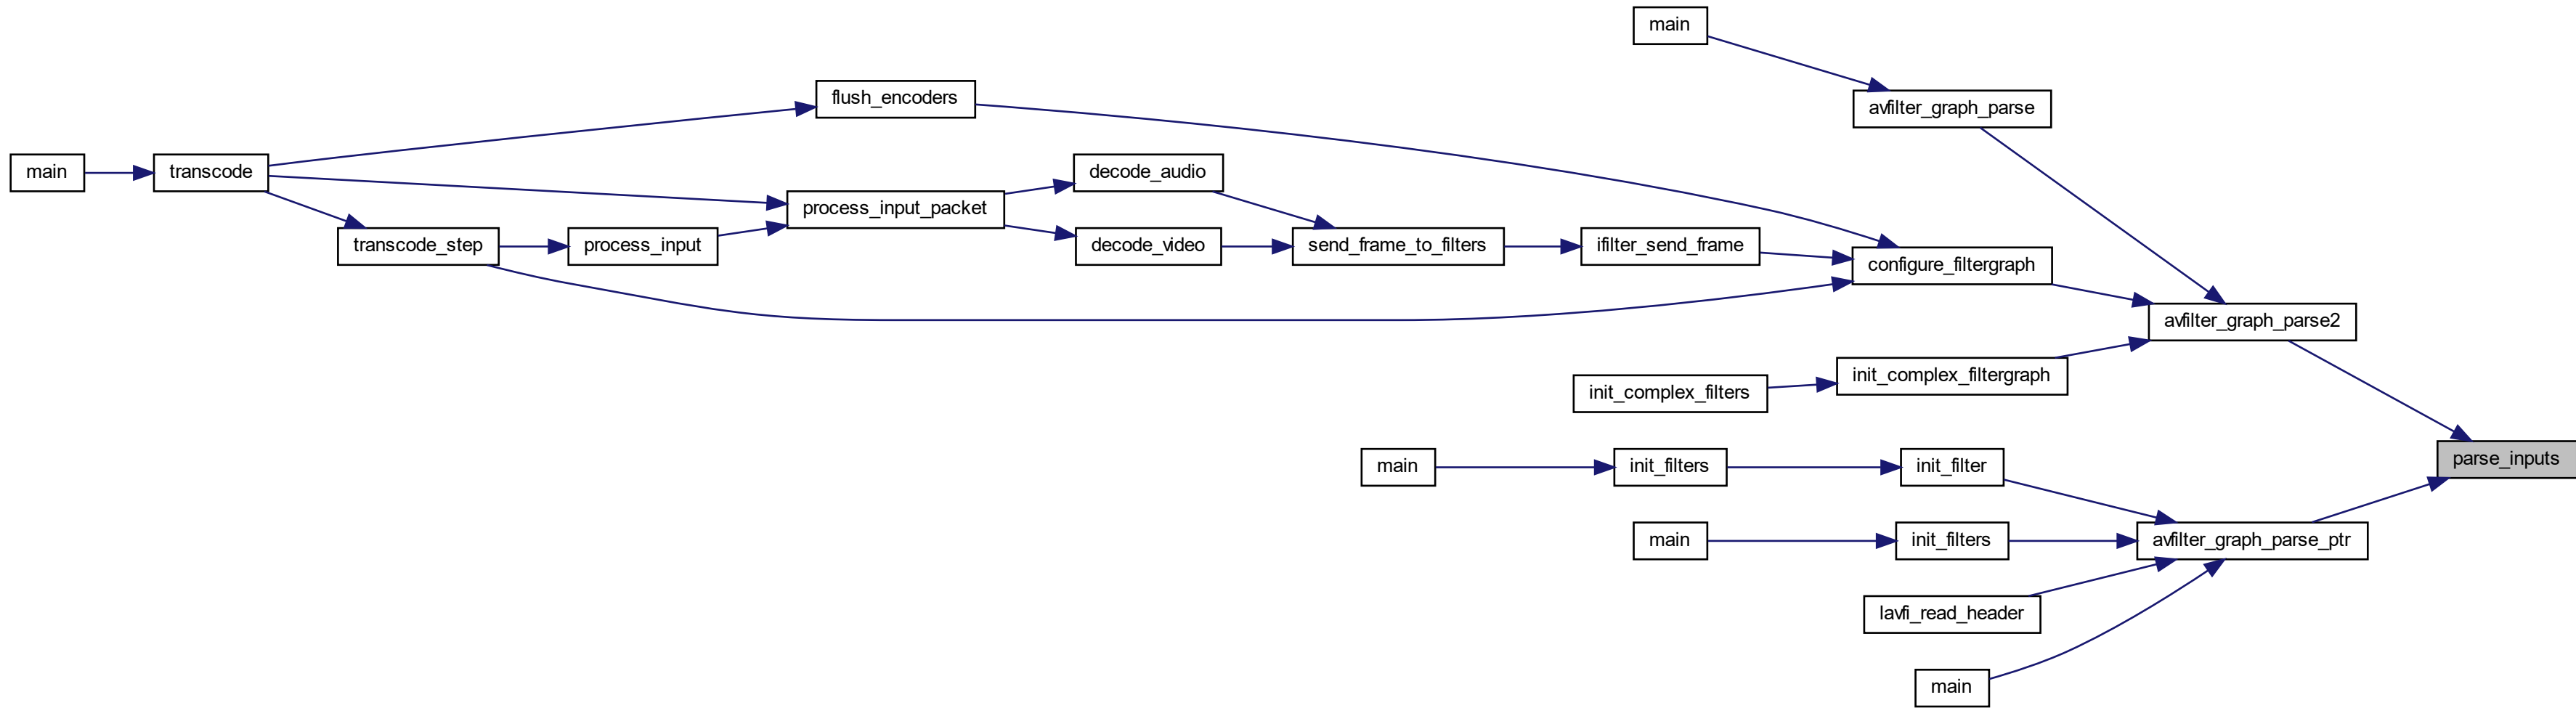 main
flush_encoders
avfilter_graph_parse
main
transcode
decode_audio
process_input_packet
transcode_step
process_input
decode_video
send_frame_to_filters
ifilter_send_frame
configure_filtergraph
avfilter_graph_parse2
init_complex_filtergraph
init_complex_filters
main
init_filters
init_filter
parse_inputs
main
init_filters
avfilter_graph_parse_ptr
lavfi_read_header
main